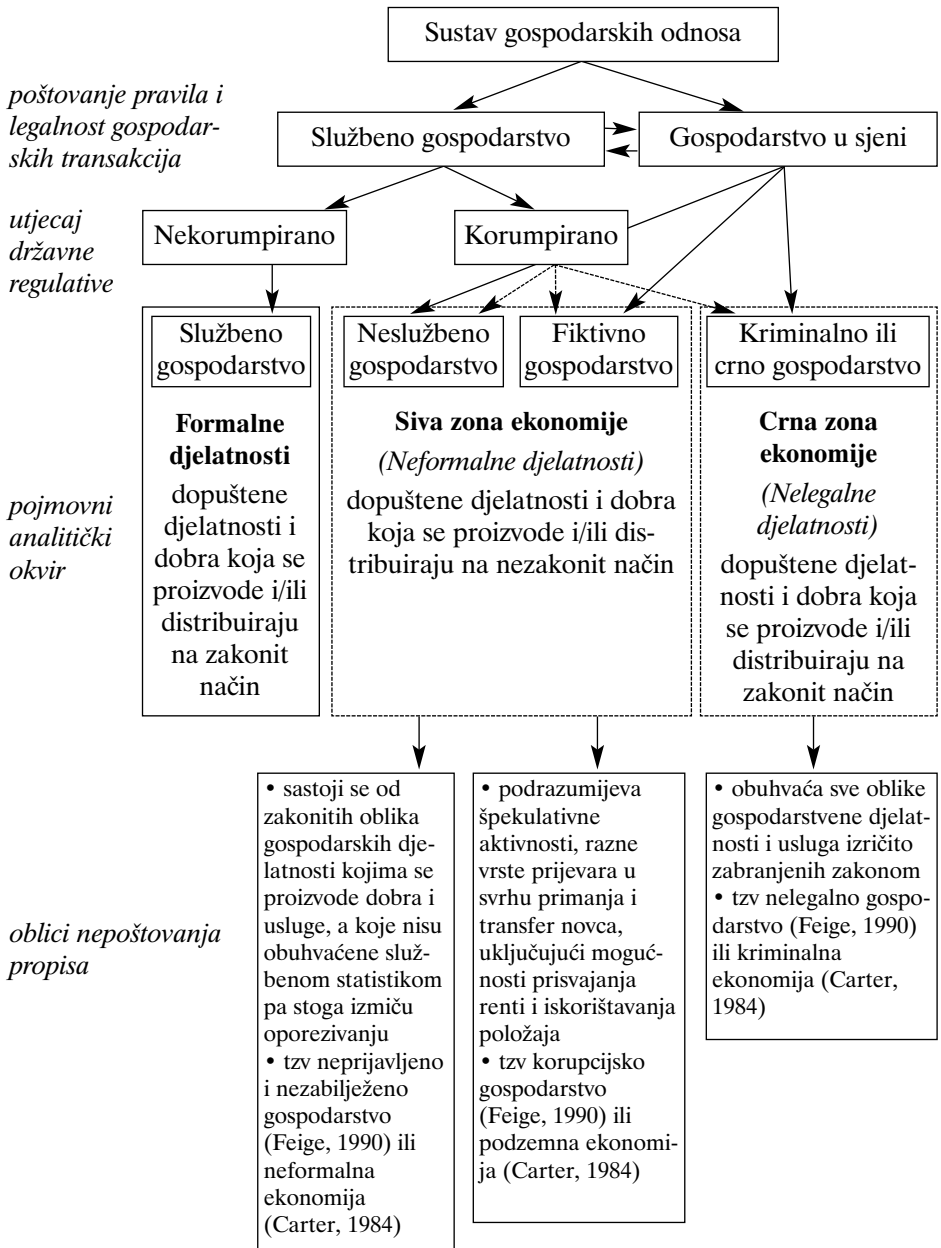 Sustav gospodarskih odnosa
poštovanje pravila i
legalnost gospodar-
skih transakcija
Službeno gospodarstvo
Gospodarstvo u sjeni
utjecaj
državne
regulative
Nekorumpirano
Korumpirano
Službeno
gospodarstvo
Neslužbeno
gospodarstvo
Fiktivno
gospodarstvo
Kriminalno ili
crno gospodarstvo
pojmovni
analitički
okvir
Formalne
djelatnosti
dopuštene
djelatnosti i
dobra koja se
proizvode i/ili
distribuiraju
na zakonit
način
Siva zona ekonomije
(Neformalne djelatnosti)
dopuštene djelatnosti i dobra
koja se proizvode i/ili dis-
tribuiraju na nezakonit način
Crna zona
ekonomije
(Nelegalne
djelatnosti)
dopuštene djelat-
nosti i dobra koja
se proizvode i/ili
distribuiraju na
zakonit način
oblici nepoštovanja
propisa
• sastoji se od
zakonitih oblika
gospodarskih dje-
latnosti kojima se
proizvode dobra i
usluge, a koje nisu
obuhvaćene služ-
benom statistikom
pa stoga izmiču
oporezivanju
• tzv neprijavljeno
i nezabilježeno
gospodarstvo
(Feige, 1990) ili
neformalna
ekonomija
(Carter, 1984)
• podrazumijeva
špekulativne
aktivnosti, razne
vrste prijevara u
svrhu primanja i
transfer novca,
uključujući moguć-
nosti prisvajanja
renti i iskorištavanja
položaja
• tzv korupcijsko
gospodarstvo
(Feige, 1990) ili
podzemna ekonomi-
ja (Carter, 1984)
• obuhvaća sve oblike
gospodarstvene djelat-
nosti i usluga izričito
zabranjenih zakonom
• tzv nelegalno gospo-
darstvo (Feige, 1990)
ili kriminalna
ekonomija (Carter,
1984)